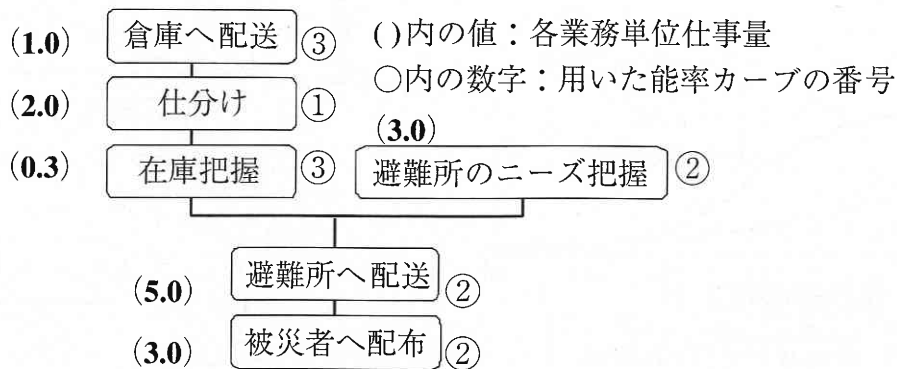 (1.0) 倉庫へ配送 ③ ( )内の値：各業務単位仕事量
○内の数字：用いた能率カーブの番号
(2.0) 仕分け ①
(3.0)
(0.3) 在庫把握 ③ 避難所のニーズ把握 ②
(5.0) 避難所へ配送 ②
(3.0) 被災者へ配布 ②